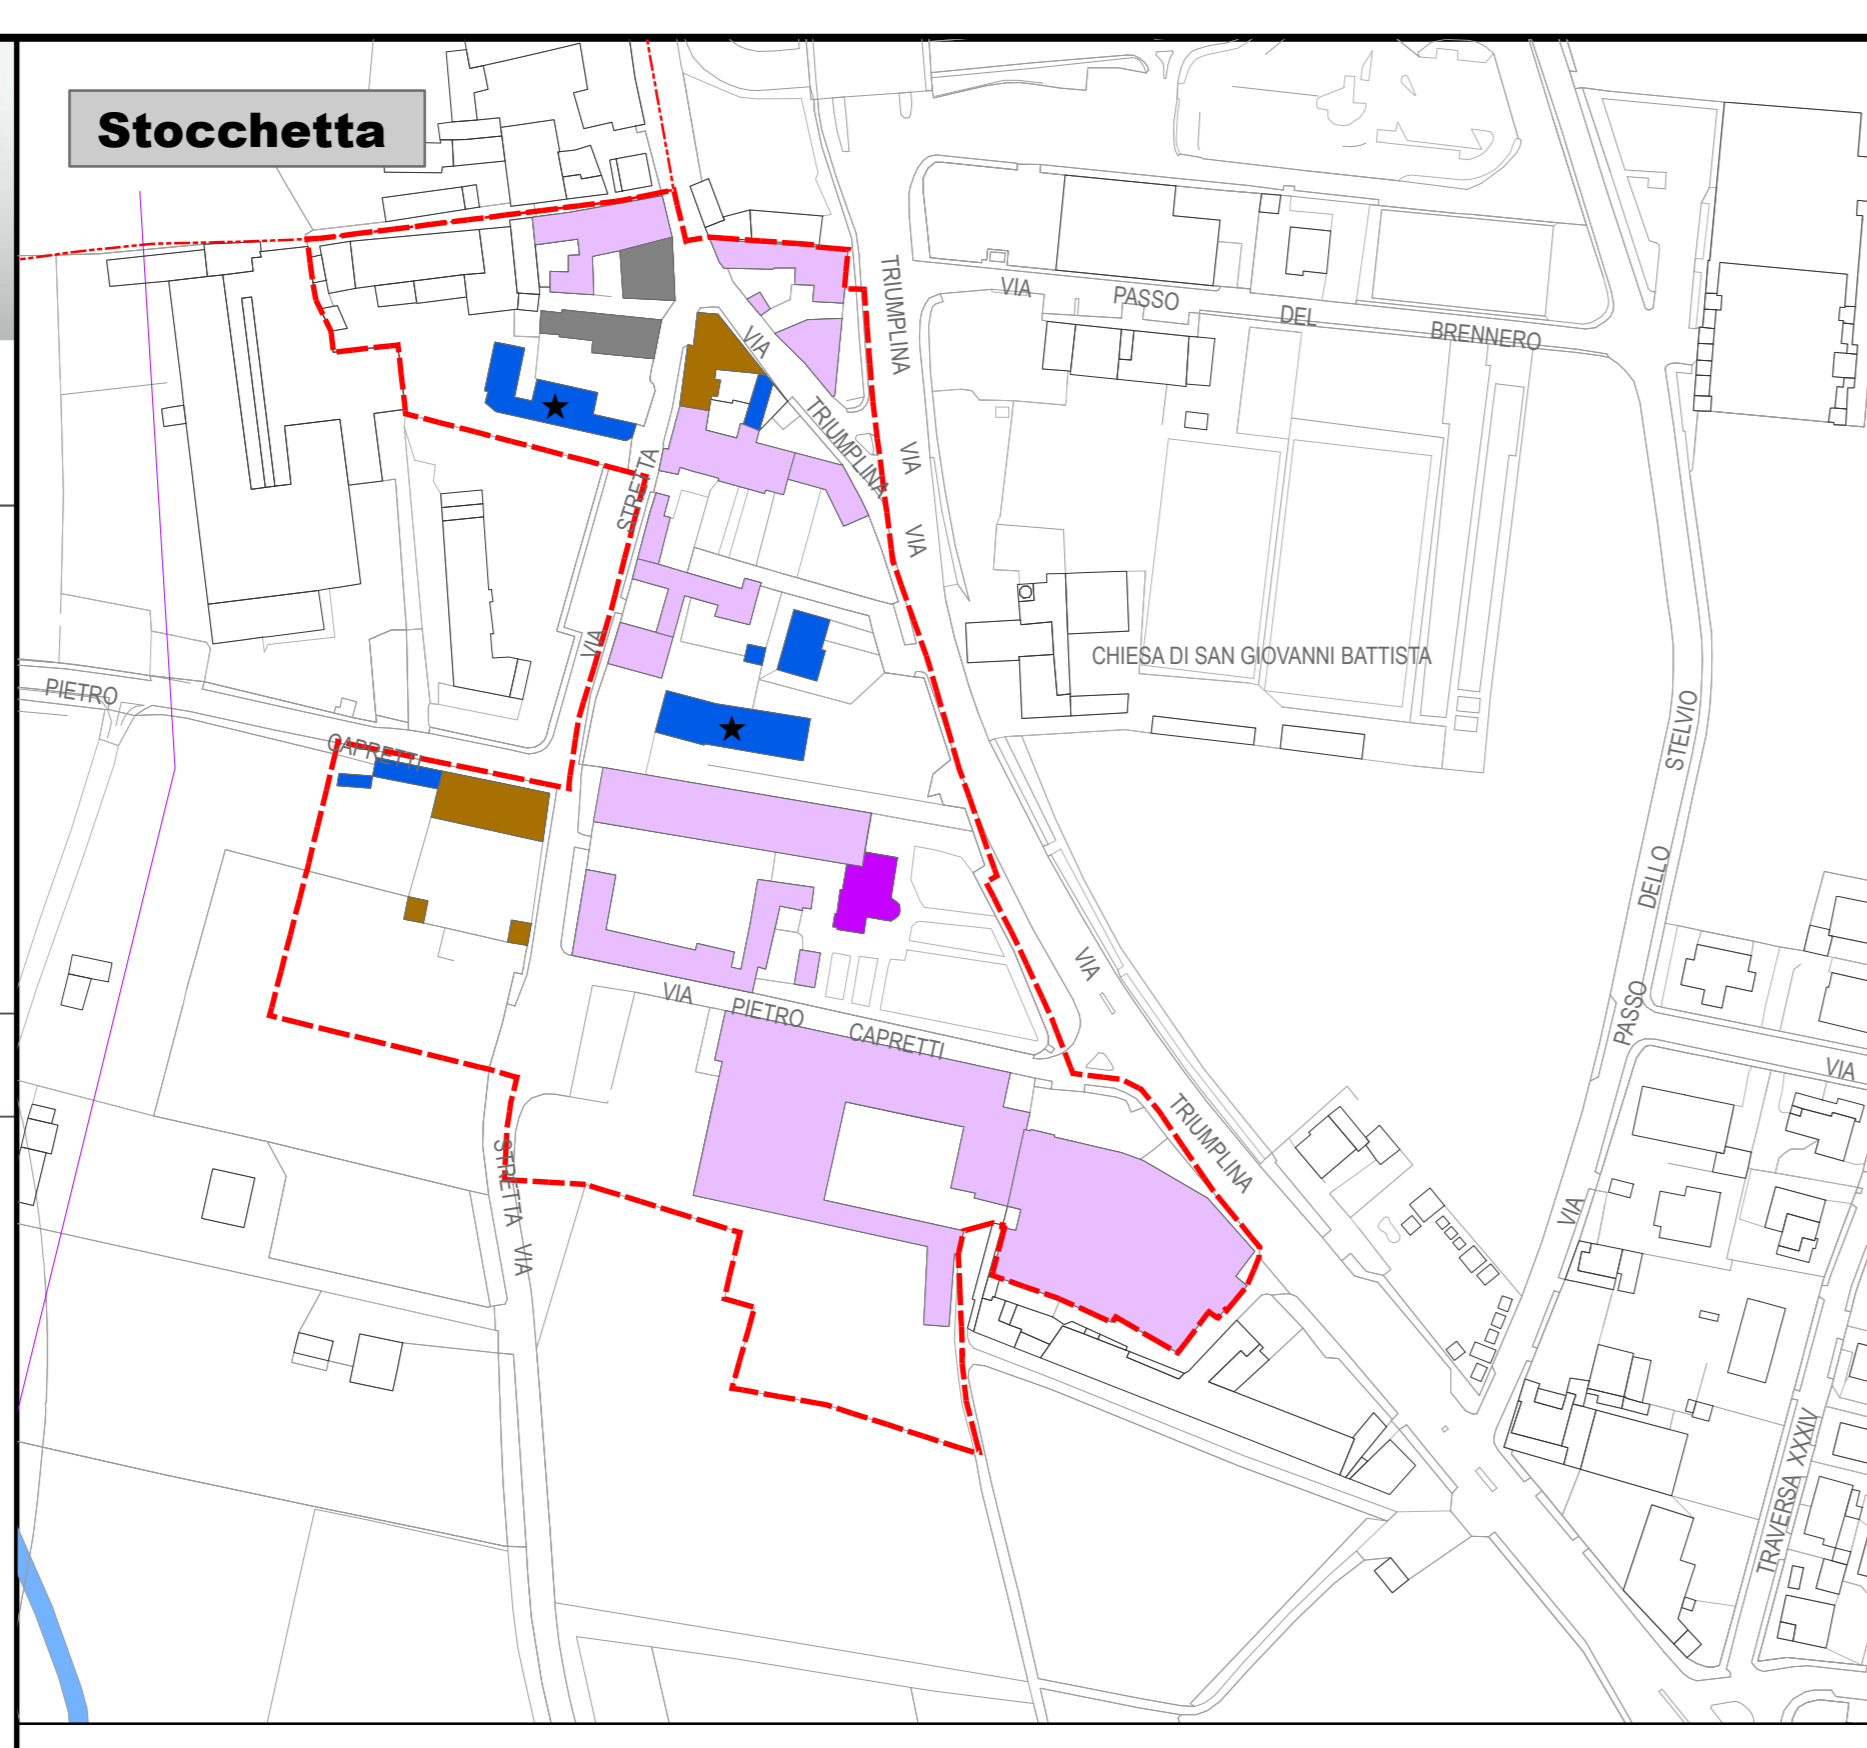 Stocchetta
TRIUMPLINA
VIA
PASSO
DEL
BRENNERO
VIA
TRIUMPLINA
VIA
STRETTA
VIA
VIA
CHIESA DI SAN GIOVANNI BATTISTA
PIETRO
CAPRETTI
STELVIO
DELLO
PASSO
VIA
VIA
VIA
PIETRO
CAPRETTI
VIA
TRIUMPLINA
STRETTA
VIA
TRAVERSA XXXIV